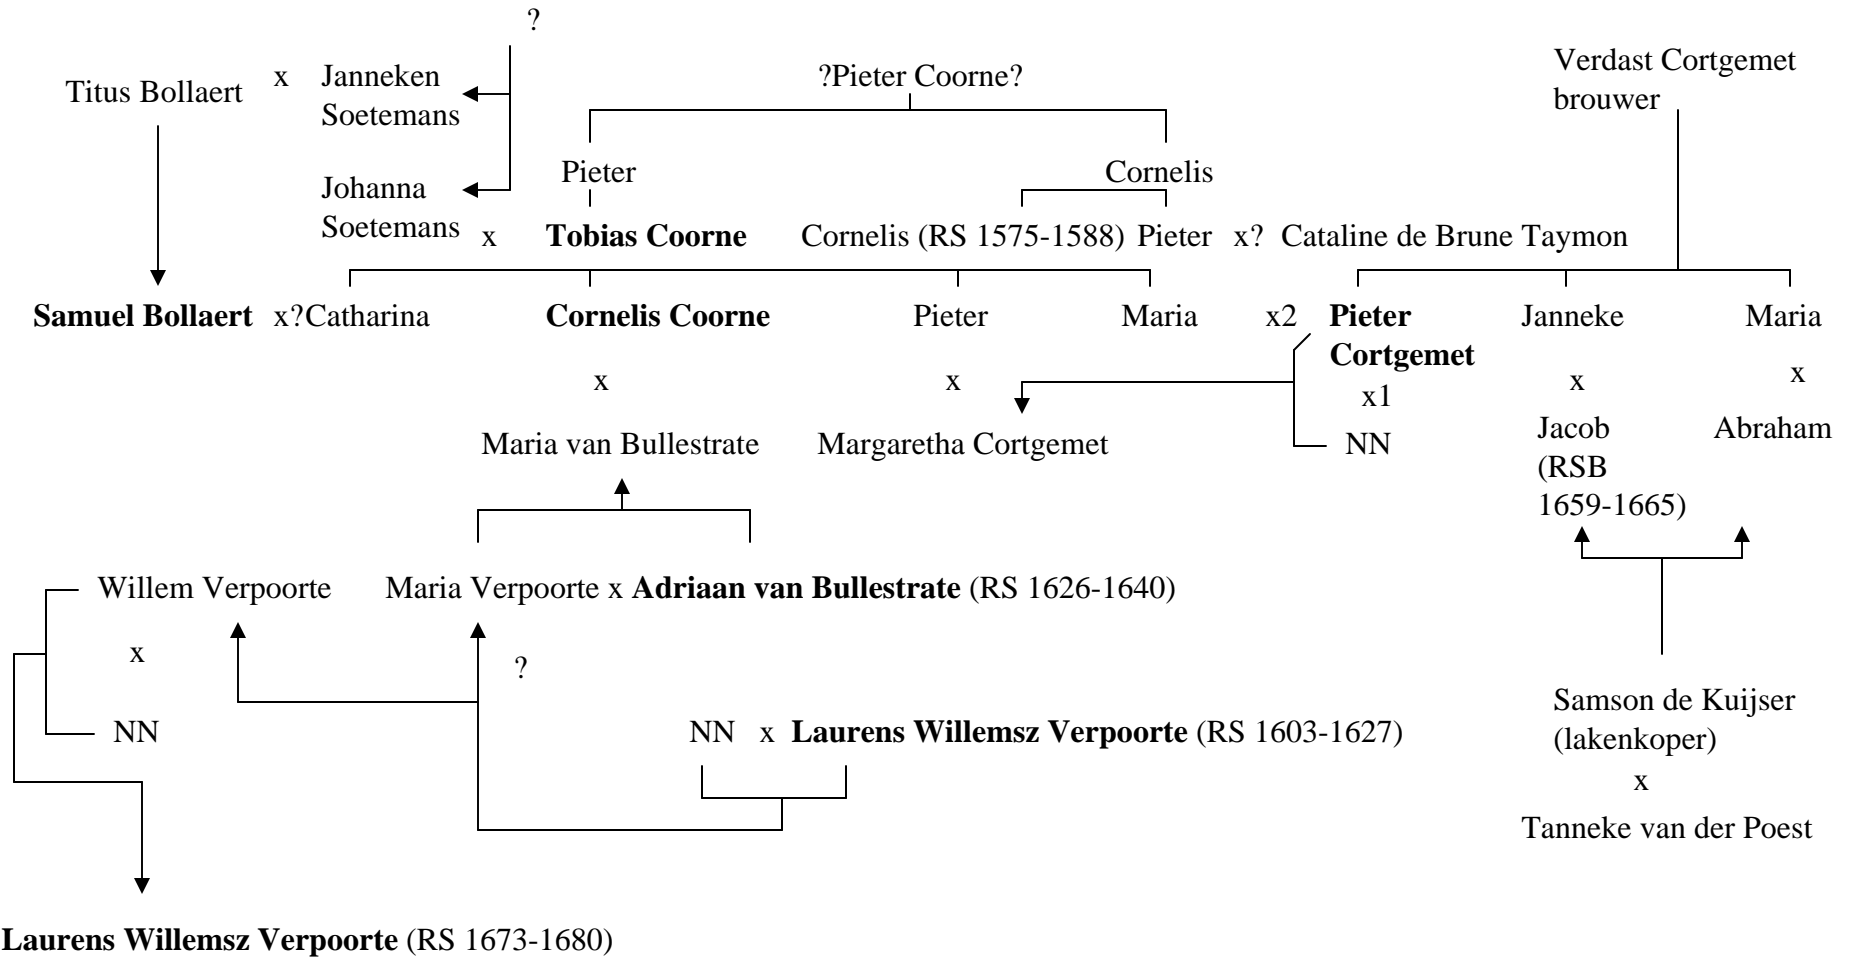 ?
Titus Bollaert x Janneken Soetemans
?Pieter Coorne?
Verdast Cortgemet
brouwer
Johanna
Soetemans
Pieter
Cornelis
x Tobias Coorne
Cornelis (RS 1575-1588) Pieter x? Cataline de Brune Taymon
Samuel Bollaert x?Catharina
Cornelis Coorne
Pieter
Maria
x2 Pieter
Cortgemet
Janneke
Maria
x
x
x1
x
x
Maria van Bullestrate
Margaretha Cortgemet
NN
Jacob
(RSB
1659-1665)
Abraham
Willem Verpoorte
Maria Verpoorte x Adriaan van Bullestrate (RS 1626-1640)
x
?
NN
NN x Laurens Willemsz Verpoorte (RS 1603-1627)
Samson de Kuijser
(lakenkoper)
x
Tanneke van der Poest
Laurens Willemsz Verpoorte (RS 1673-1680)